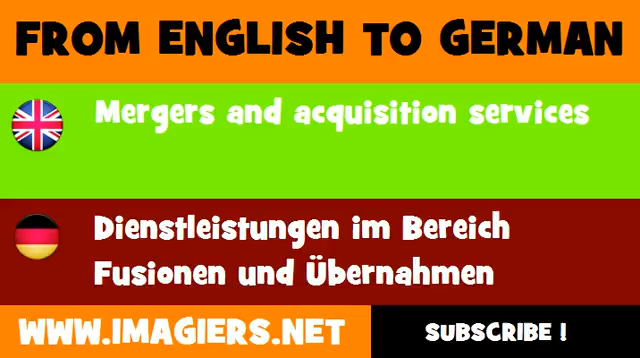 FROM ENGLISH TO GERMAN
Mergers and acquisition services
Dienstleistungen im Bereich
Fusionen und Übernahmen
WWW.IMAGIERS.NET
SUBSCRIBE !